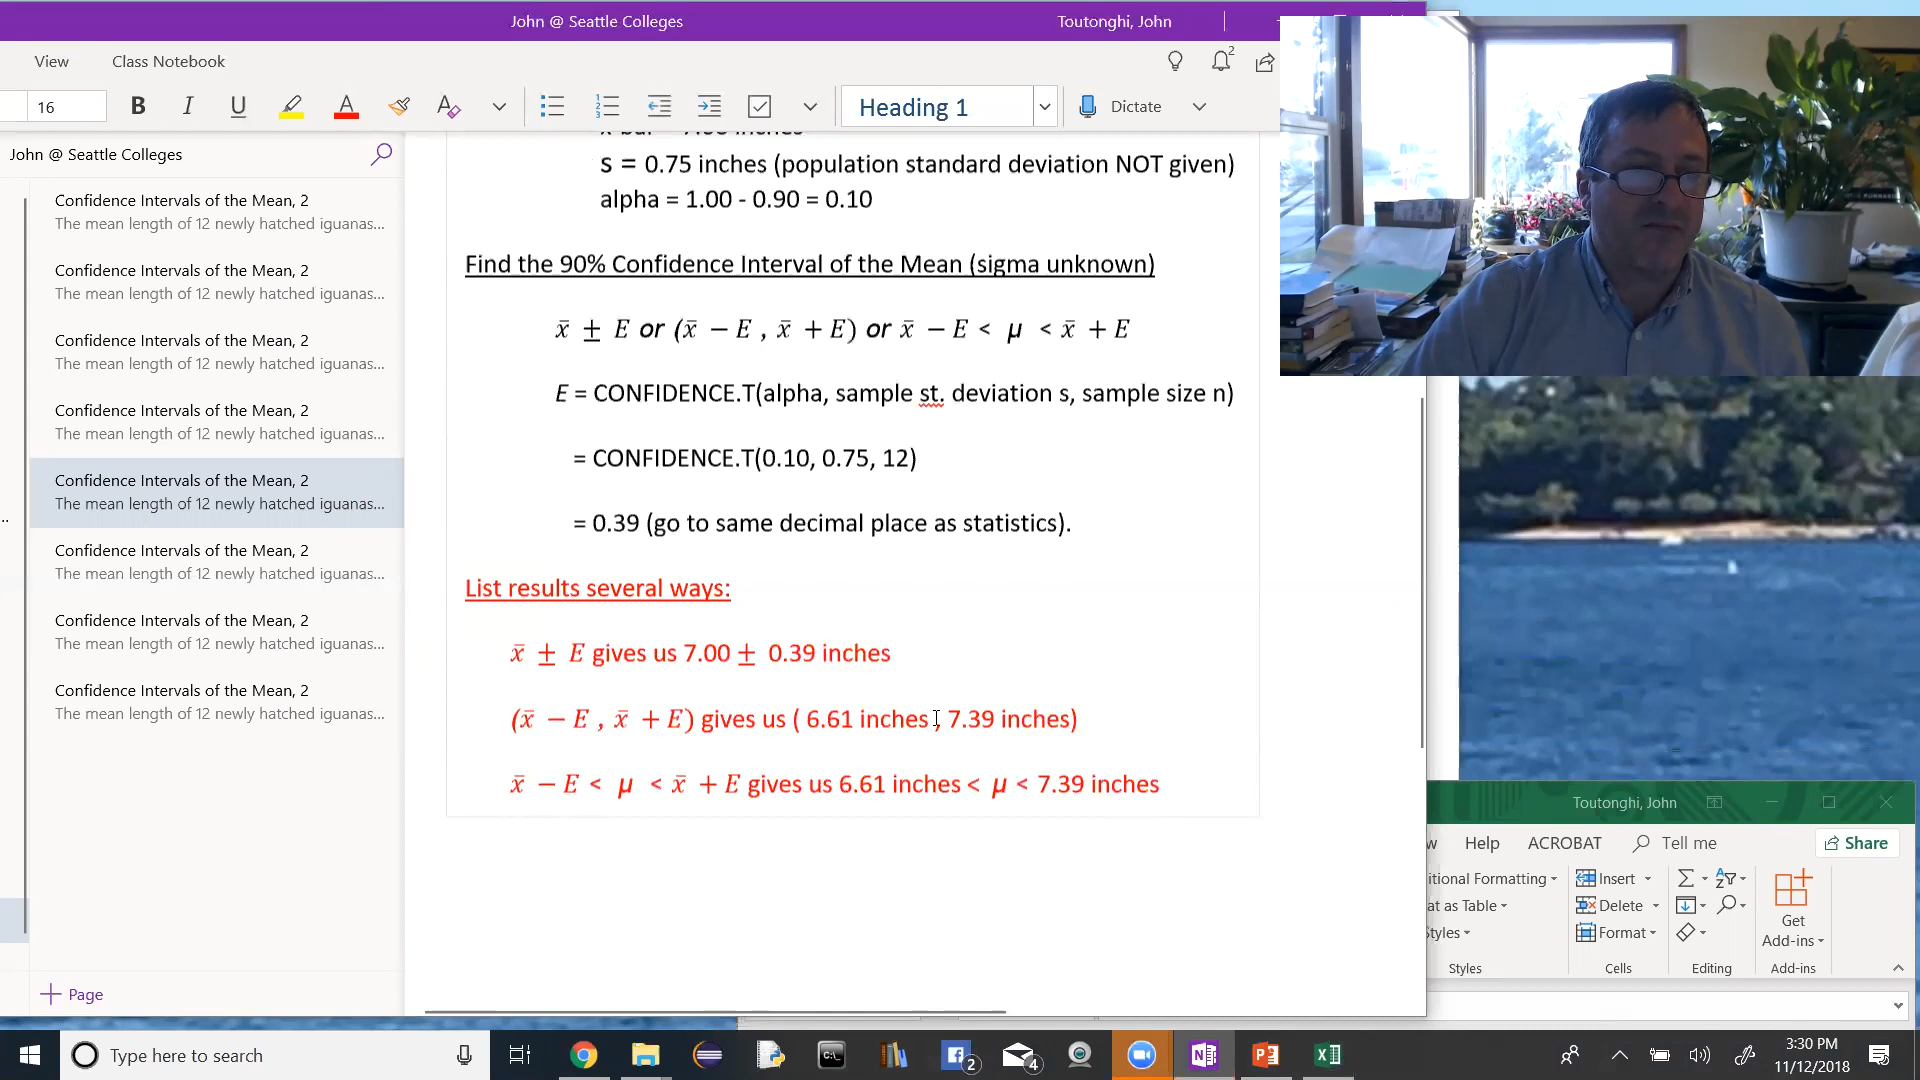 John @ Seattle Colleges
Toutonghi, John
View
Class Notebook
2
16
B I U A A
Heading 1
Dictate
John @ Seattle Colleges
Confidence Intervals of the Mean, 2
The mean length of 12 newly hatched iguanas...
Confidence Intervals of the Mean, 2
The mean length of 12 newly hatched iguanas...
Confidence Intervals of the Mean, 2
The mean length of 12 newly hatched iguanas...
Confidence Intervals of the Mean, 2
The mean length of 12 newly hatched iguanas...
Confidence Intervals of the Mean, 2
The mean length of 12 newly hatched iguanas...
Confidence Intervals of the Mean, 2
The mean length of 12 newly hatched iguanas...
Confidence Intervals of the Mean, 2
The mean length of 12 newly hatched iguanas...
Confidence Intervals of the Mean, 2
The mean length of 12 newly hatched iguanas...
Page
s = 0.75 inches (population standard deviation NOT given)
alpha = 1.00 - 0.90 = 0.10
Find the 90% Confidence Interval of the Mean (sigma unknown)
x̄ ± E or (x̄ − E , x̄ + E) or x̄ − E < μ < x̄ + E
E = CONFIDENCE.T(alpha, sample st. deviation s, sample size n)
= CONFIDENCE.T(0.10, 0.75, 12)
= 0.39 (go to same decimal place as statistics).
List results several ways:
x̄ ± E gives us 7.00 ± 0.39 inches
(x̄ − E , x̄ + E) gives us ( 6.61 inches , 7.39 inches)
x̄ − E < μ < x̄ + E gives us 6.61 inches < μ < 7.39 inches
Toutonghi, John
w Help ACROBAT Tell me Share
itional Formatting
at as Table
Styles
Styles
Insert
Delete
Format
Cells
Editing
Get
Add-ins
Add-ins
Type here to search
2
4
3:30 PM
11/12/2018